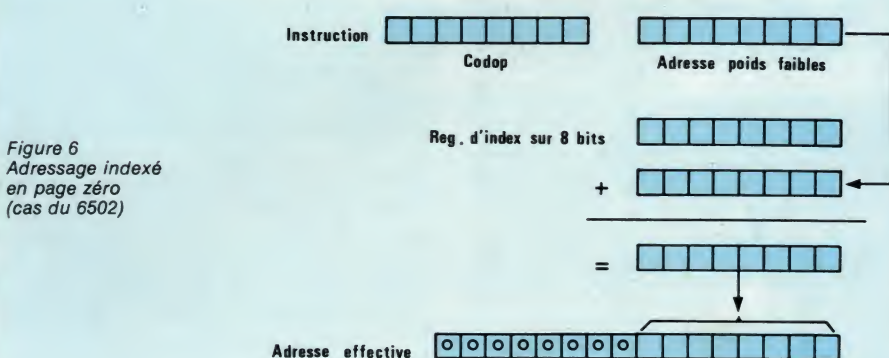 Instruction
Codop
Adresse poids faibles
Reg. d'index sur 8 bits
+
=
Adresse effective
0 0 0 0 0 0 0 0
Figure 6
Adressage indexé
en page zéro
(cas du 6502)